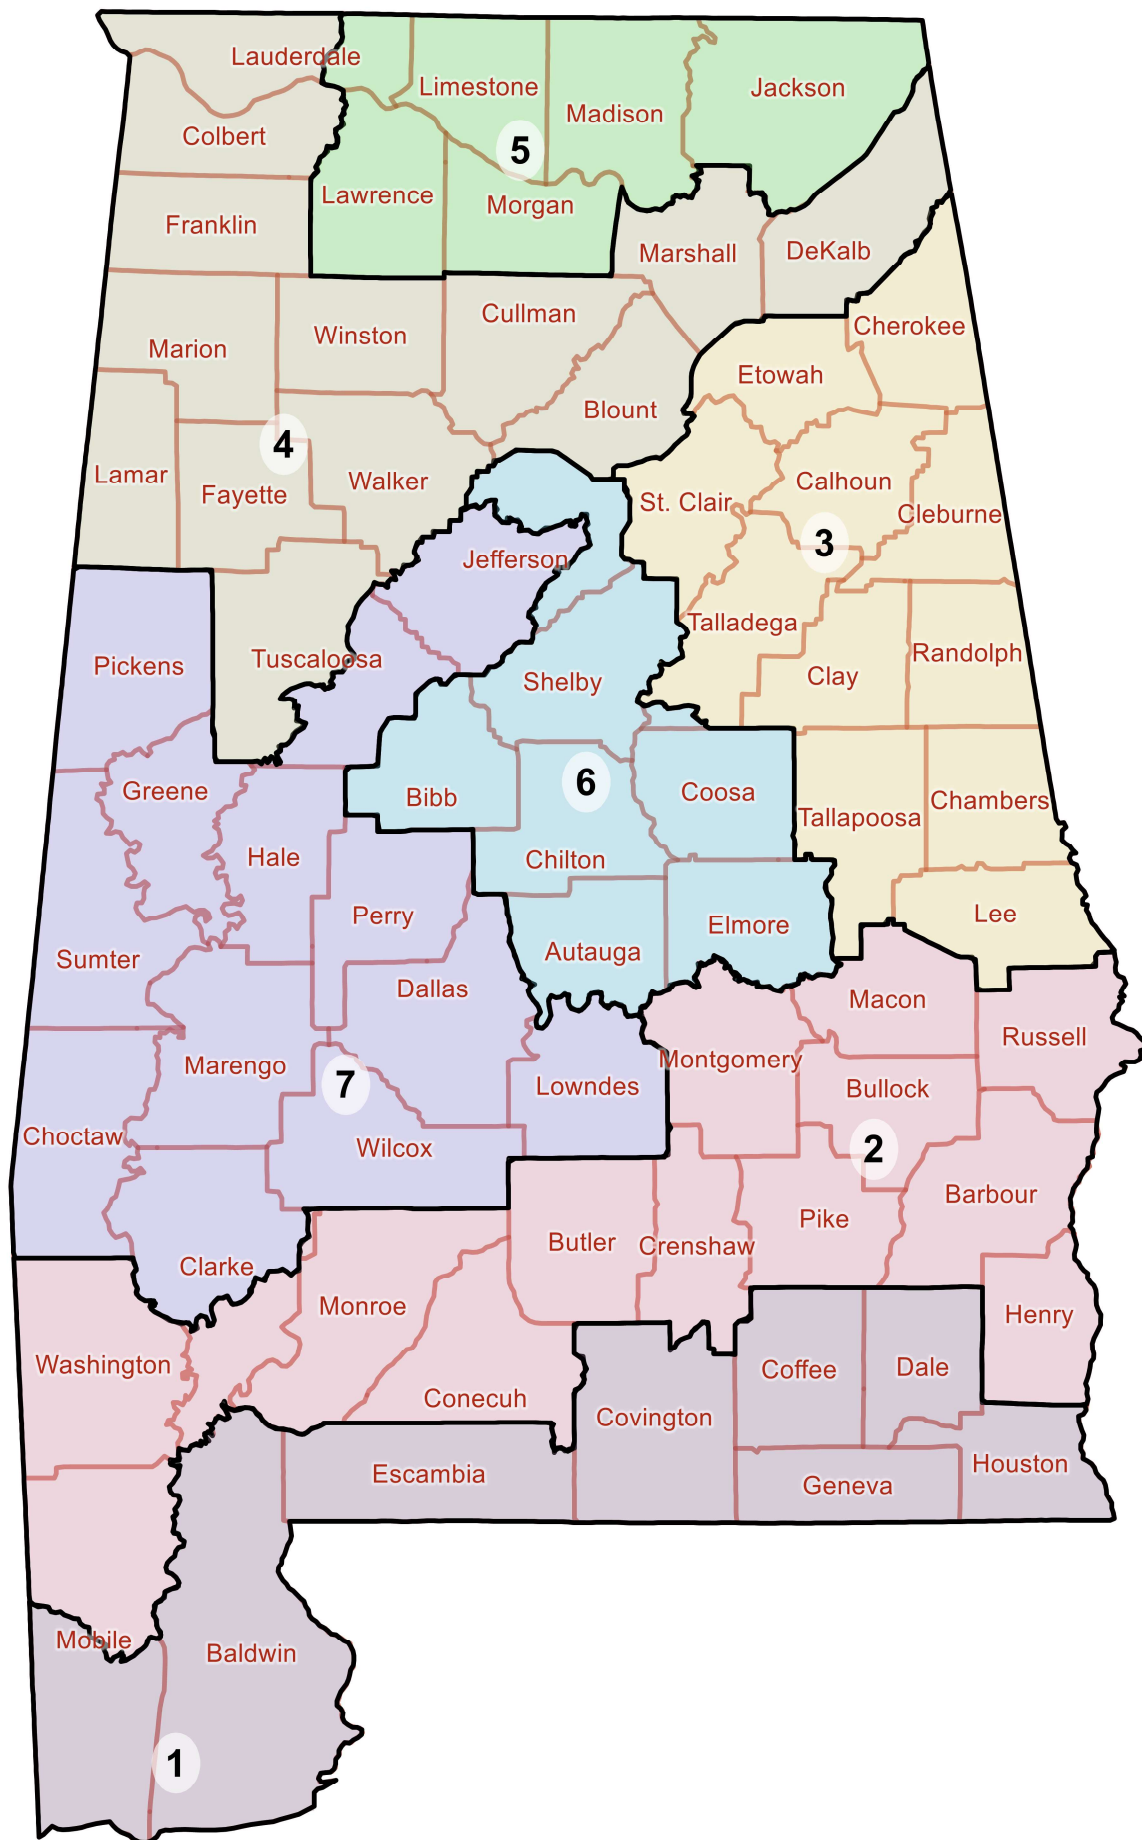 Lauderdale
Limestone
Madison
Jackson
Colbert
5
Lawrence
Morgan
Franklin
Marshall
DeKalb
Cullman
Winston
Marion
Cherokee
Etowah
Blount
4
Lamar
Fayette
Walker
St. Clair
Calhoun
Cleburne
3
Jefferson
Talladega
Randolph
Pickens
Tuscaloosa
Shelby
Clay
6
Greene
Bibb
Coosa
Chambers
Tallapoosa
Hale
Chilton
Perry
Lee
Elmore
Autauga
Sumter
Dallas
Macon
Russell
Marengo
Montgomery
7
Lowndes
Bullock
Choctaw
Wilcox
2
Barbour
Pike
Butler
Crenshaw
Clarke
Monroe
Henry
Washington
Coffee
Dale
Conecuh
Covington
Escambia
Houston
Geneva
Mobile
Baldwin
1